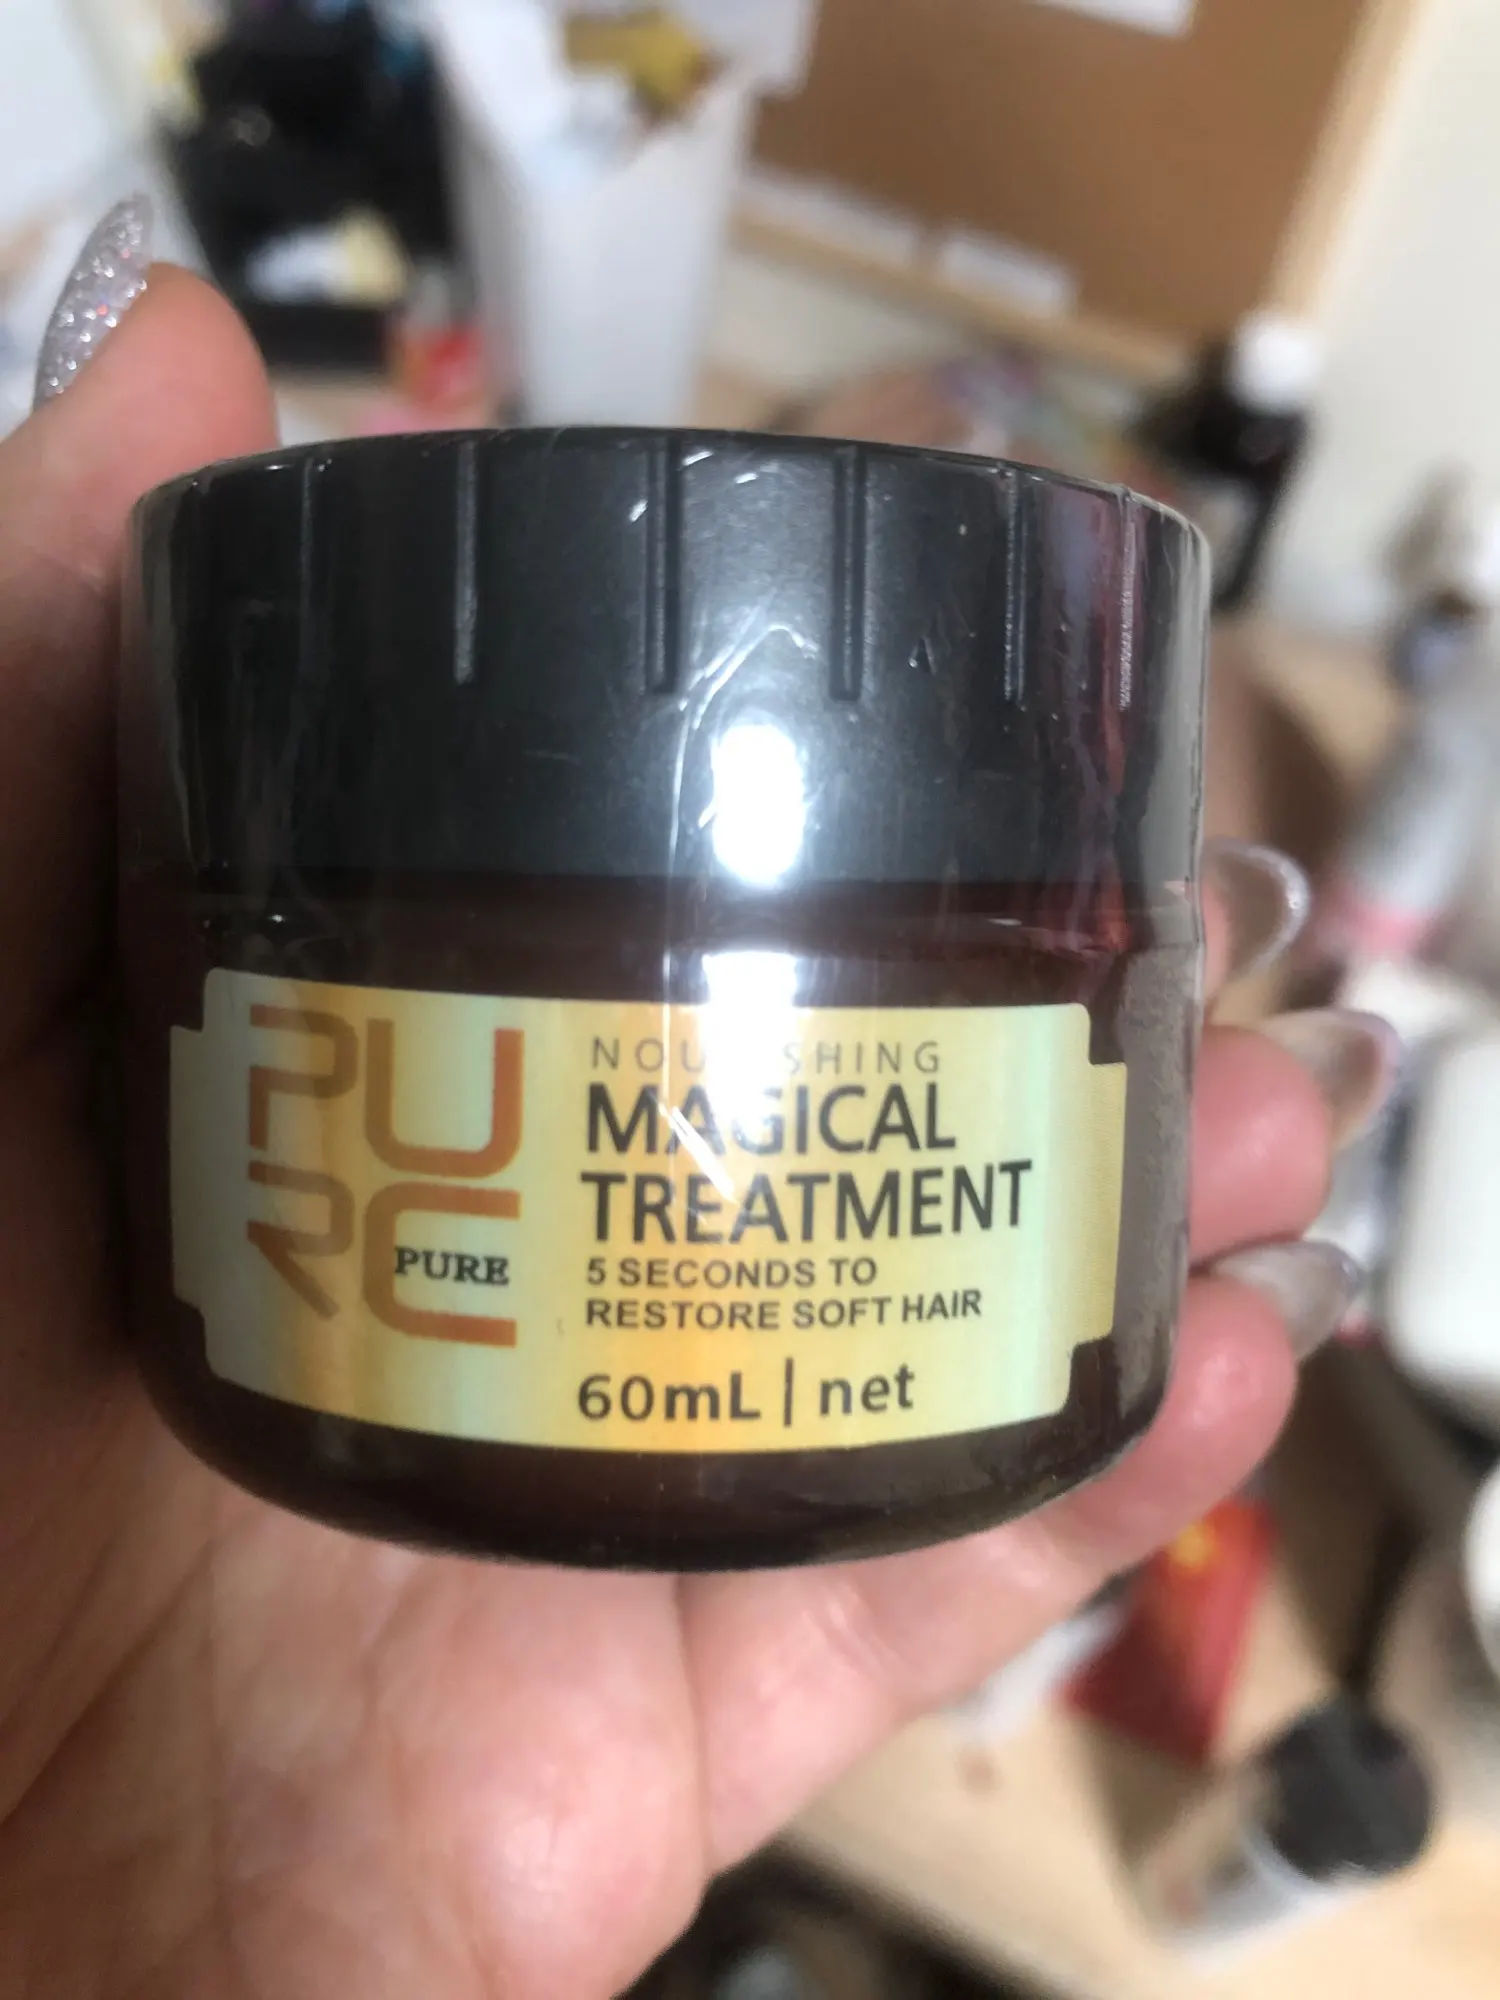 PURC
PURE
NOURISHING
MAGICAL
TREATMENT
5 SECONDS TO
RESTORE SOFT HAIR
60mL | net